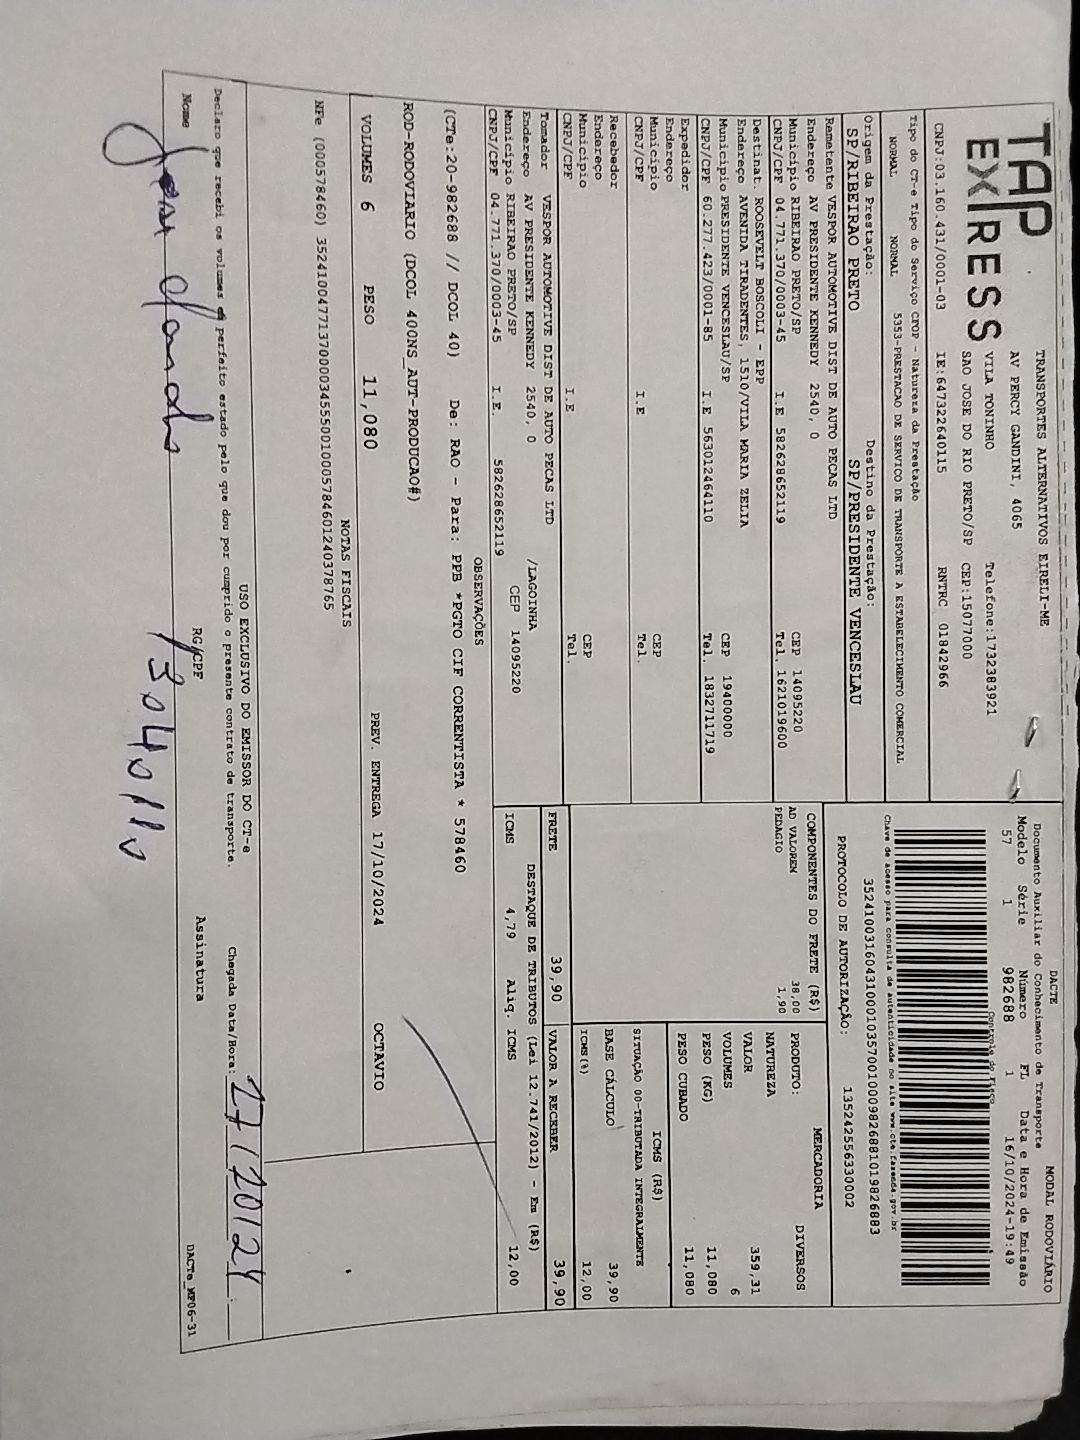 TAP
EXPRESS
TRANSPORTES ALTERNATIVOS EIRELI-ME
AV PERCY GANDINI, 4065
VILA TONINHO Telefone:1732383921
SAO JOSE DO RIO PRETO/SP CEP:15077000
CNPJ:03.160.431/0001-03 IE:647322640115 RNTRC 01842966
Tipo do CT-e Tipo do Serviço CFOP - Natureza da Prestação
NORMAL NORMAL 5353-PRESTACAO DE SERVICO DE TRANSPORTE A ESTABELECIMENTO COMERCIAL
Origem da Prestação: Destino da Prestação:
SP/RIBEIRAO PRETO SP/PRESIDENTE VENCESLAU
Remetente VESPOR AUTOMOTIVE DIST DE AUTO PECAS LTD
Endereço AV PRESIDENTE KENNEDY 2540, 0 CEP 14095220
Município RIBEIRAO PRETO/SP Tel. 1621019600
CNPJ/CPF 04.771.370/0003-45 I.E 582628652119
Destinat. ROOSEVELT BOSCOLI - EPP
Endereço AVENIDA TIRADENTES, 1510/VILA MARIA ZELIA
Município PRESIDENTE VENCESLAU/SP CEP 19400000
CNPJ/CPF 60.277.423/0001-85 I.E 563012464110 Tel. 1832711719
Expedidor
Endereço
Município CEP
CNPJ/CPF I.E Tel.
Recebedor
Endereço
Município CEP
CNPJ/CPF I.E Tel.
Tomador VESPOR AUTOMOTIVE DIST DE AUTO PECAS LTD
Endereço AV PRESIDENTE KENNEDY 2540, 0 /LAGOINHA
Município RIBEIRAO PRETO/SP CEP 14095220
CNPJ/CPF 04.771.370/0003-45 I.E. 582628652119
DACTE MODAL RODOVIÁRIO
Documento Auxiliar do Conhecimento de Transporte
Modelo Série Número FL Data e Hora de Emissão
57 1 982688 1 16/10/2024-19:49
Controle do Fisco
Chave de acesso para consulta de autenticidade no site www.cte.fazenda.gov.br
35241003160431000103570010009826881019826883
PROTOCOLO DE AUTORIZAÇÃO: 135242556330002
COMPONENTES DO FRETE (R$)
AD VALOREM 38,00
PEDAGIO 1,90
MERCADORIA
PRODUTO: DIVERSOS
NATUREZA
VALOR 359,31
VOLUMES 6
PESO (KG) 11,080
PESO CUBADO 11,080
ICMS (R$)
SITUAÇÃO 00-TRIBUTADA INTEGRALMENTE
BASE CÁLCULO 39,90
ICMS(%) 12,00
FRETE 39,90 VALOR A RECEBER 39,90
DESTAQUE DE TRIBUTOS (Lei 12.741/2012) - Em (R$)
ICMS 4,79 Aliq. ICMS 12,00
OBSERVAÇÕES
(CTe:20-982688 // DCOL 40) De: RAO - Para: PPB *PGTO CIF CORRENTISTA * 578460
ROD-RODOVIARIO (DCOL 400NS_AUT-PRODUCAO#)
VOLUMES 6 PESO 11,080 PREV. ENTREGA 17/10/2024 OCTAVIO
NOTAS FISCAIS
NFe (000578460) 35241004771370000345550010005784601240378765
USO EXCLUSIVO DO EMISSOR DO CT-e
Declaro que recebi os volumes em perfeito estado pelo que dou por cumprido o presente contrato de transporte. Chegada Data/Hora: 17/10/24 :
Nome RG/CPF Assinatura DACTe_MP06-31